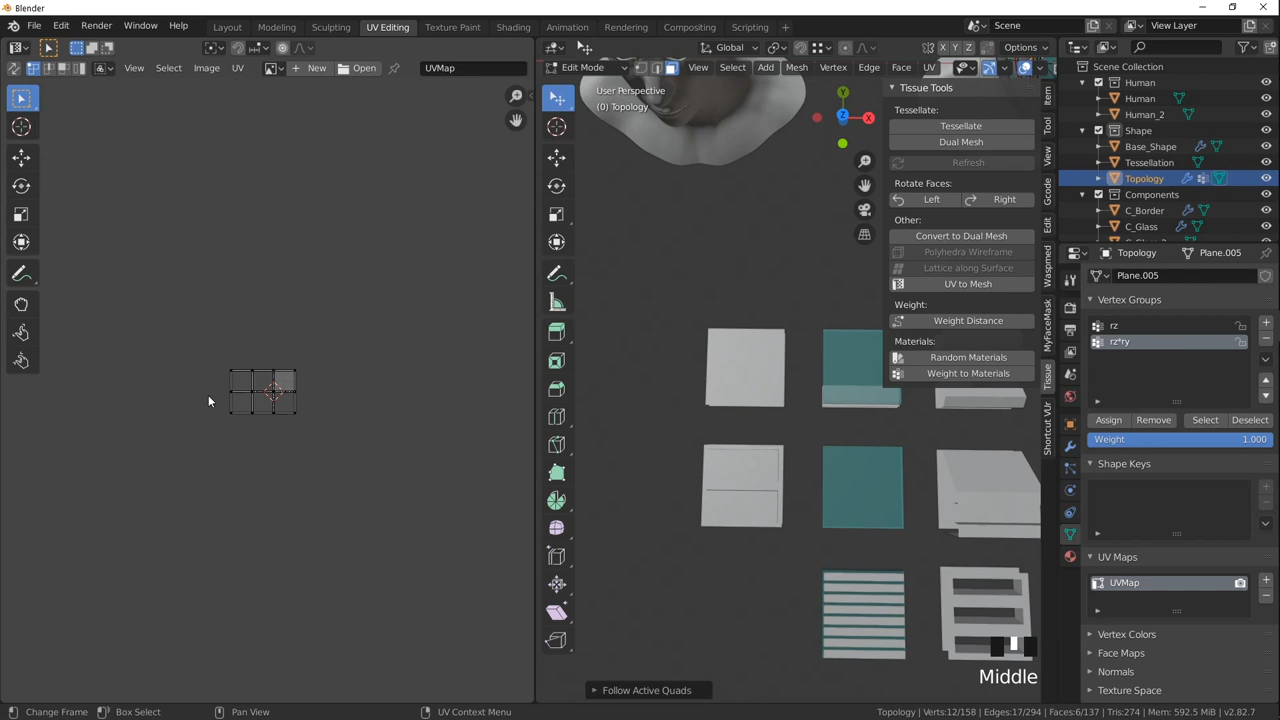 Blender
File Edit Render Window Help Layout Modeling Sculpting UV Editing Texture Paint Shading Animation Rendering Compositing Scripting Scene View Layer
Global X Y Z Options
View Select Image UV New Open UVMap Edit Mode View Select Add Mesh Vertex Edge Face UV
User Perspective
(0) Topology
Tissue Tools
Tessellate:
Tessellate
Dual Mesh
Refresh
Rotate Faces:
Left Right
Other:
Convert to Dual Mesh
Polyhedra Wireframe
Lattice along Surface
UV to Mesh
Weight:
Weight Distance
Materials:
Random Materials
Weight to Materials
Y
Z
X
Item
Tool
View
Gcode
Edit
Waspmed
MyFaceMask
Tissue
Shortcut VUr
Scene Collection
Human
Human
Human_2
Shape
Base_Shape
Tessellation
Topology
Components
C_Border
C_Glass
Topology Plane.005
Plane.005
Vertex Groups
rz
rz*ry
Assign Remove Select Deselect
Weight 1.000
Shape Keys
UV Maps
UVMap
Vertex Colors
Face Maps
Normals
Texture Space
Middle
Follow Active Quads
Change Frame Box Select Pan View UV Context Menu Topology | Verts:12/158 | Edges:17/294 | Faces:6/137 | Tris:274 | Mem: 592.5 MiB | v2.82.7